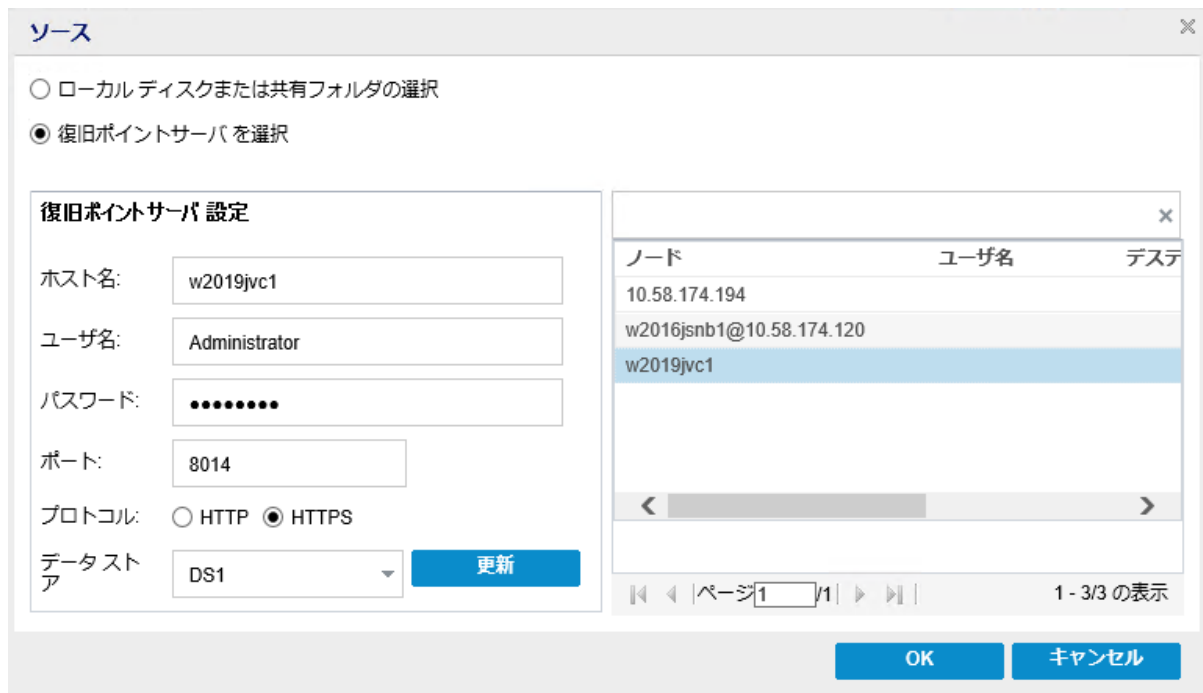 ソース
ローカル ディスクまたは共有フォルダの選択
復旧ポイントサーバ を選択
復旧ポイントサーバ 設定
ホスト名:
w2019jvc1
ユーザ名:
Administrator
パスワード:
••••••••
ポート:
8014
プロトコル:
HTTP
HTTPS
データ スト
ア
DS1
更新
ノード ユーザ名 デステ
10.58.174.194
w2016jsnb1@10.58.174.120
w2019jvc1
ページ 1 /1
1 - 3/3 の表示
OK
キャンセル